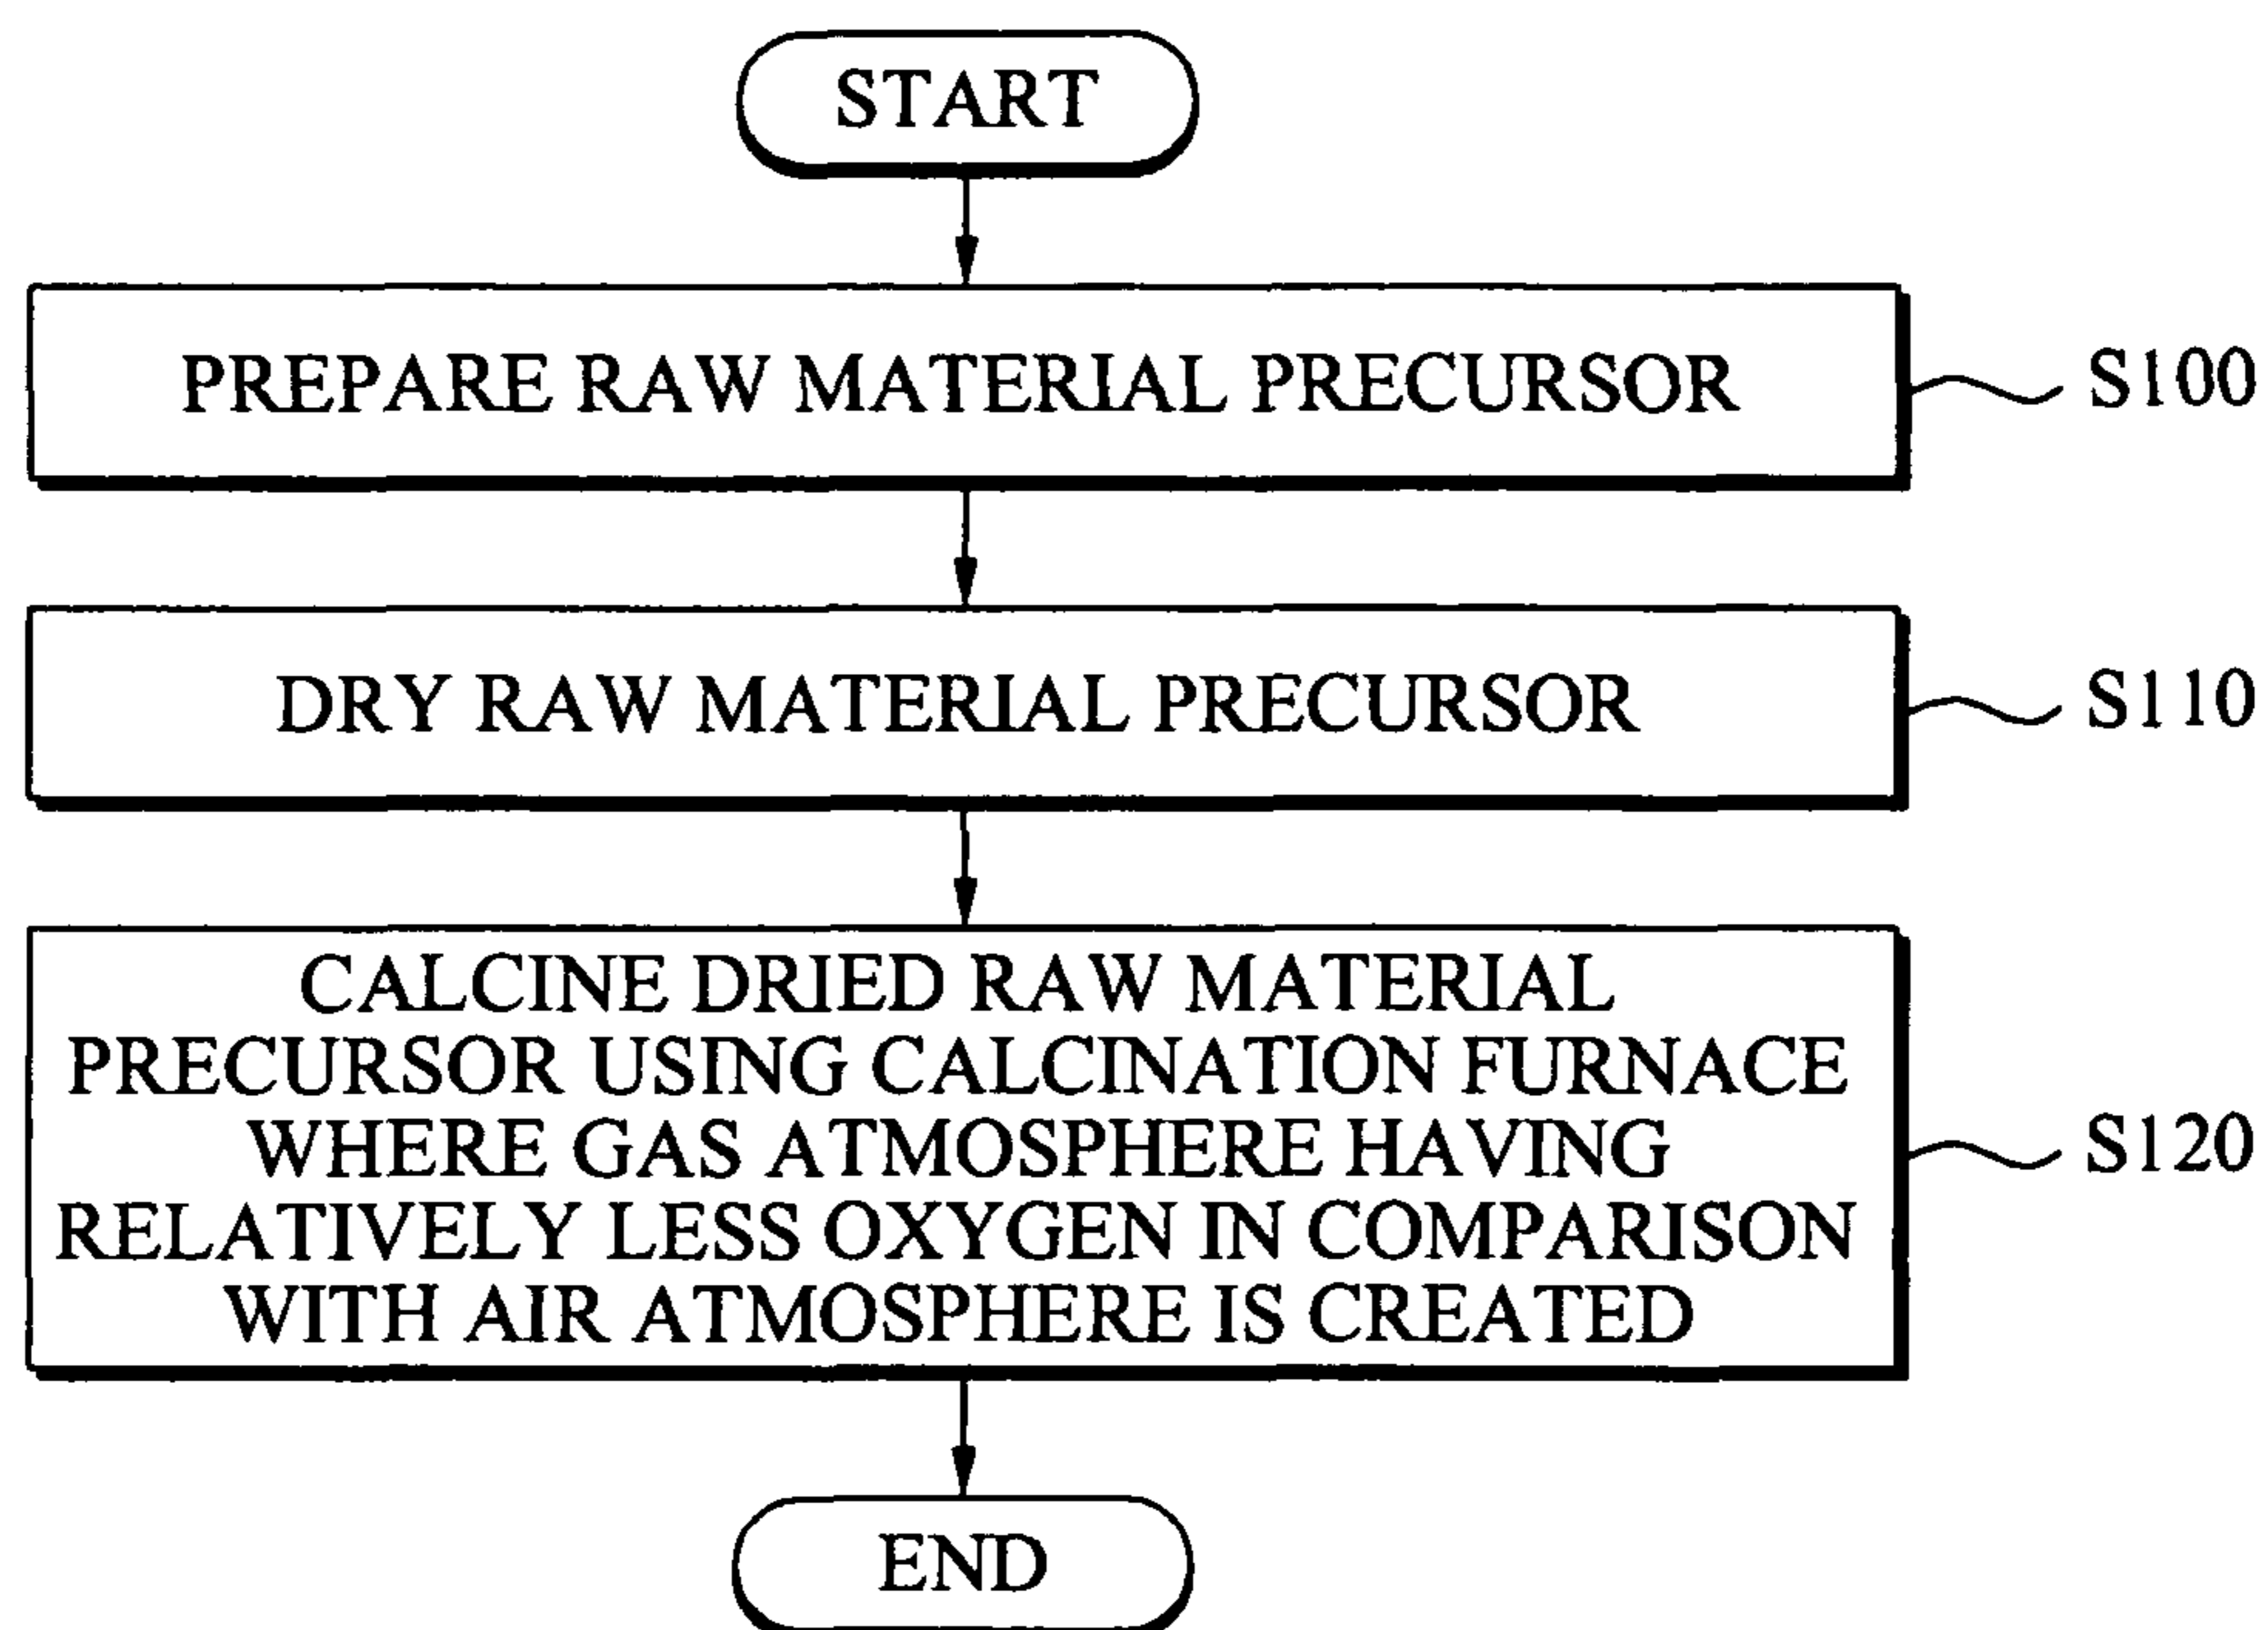 START
PREPARE RAW MATERIAL PRECURSOR
S100
DRY RAW MATERIAL PRECURSOR
S110
CALCINE DRIED RAW MATERIAL
PRECURSOR USING CALCINATION FURNACE
WHERE GAS ATMOSPHERE HAVING
RELATIVELY LESS OXYGEN IN COMPARISON
WITH AIR ATMOSPHERE IS CREATED
S120
END